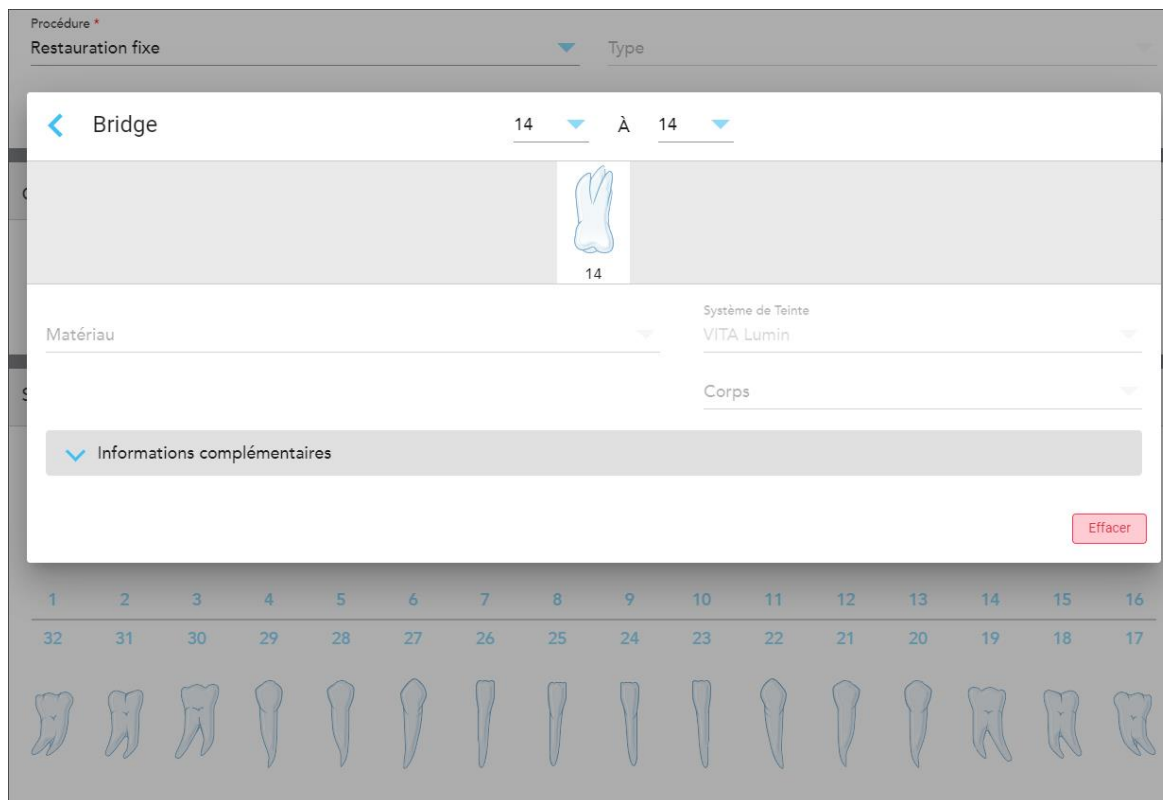 Procédure *
Restauration fixe
Type
Bridge
14 À 14
14
Matériau
Système de Teinte
VITA Lumin
Corps
Informations complémentaires
Effacer
1 2 3 4 5 6 7 8 9 10 11 12 13 14 15 16
32 31 30 29 28 27 26 25 24 23 22 21 20 19 18 17